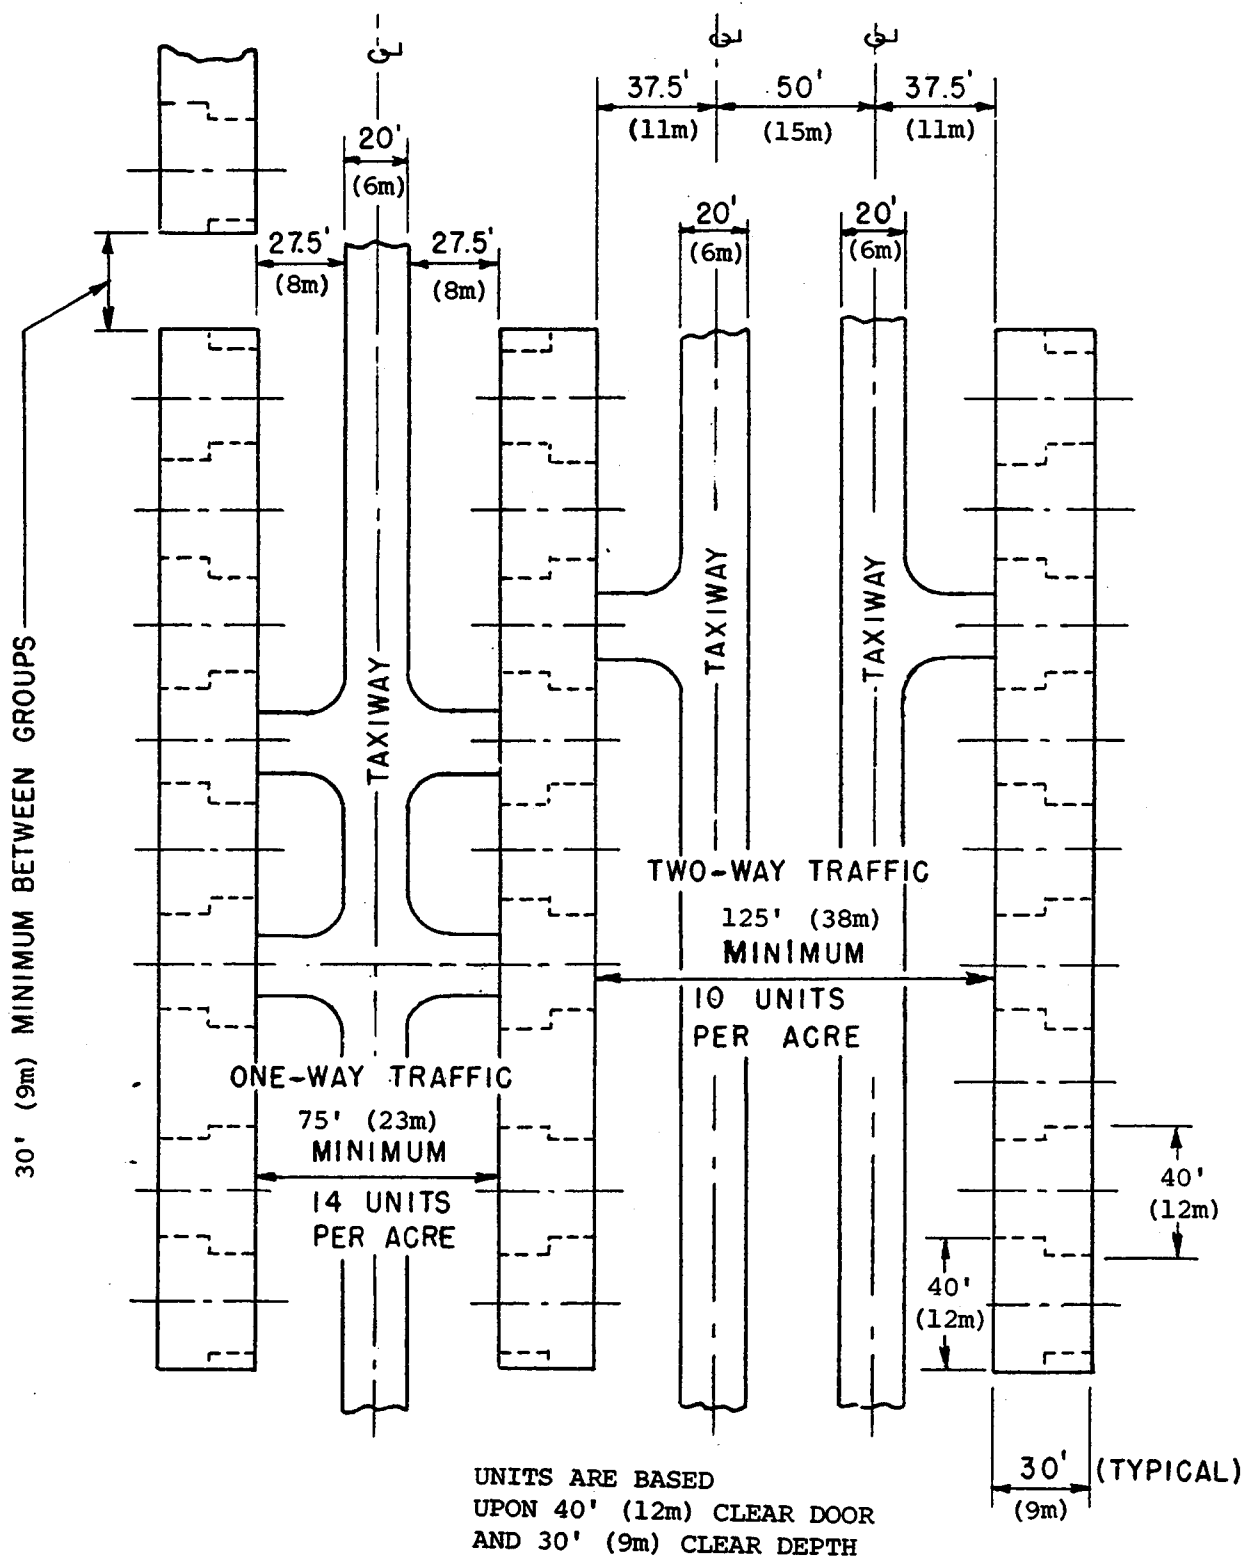 ℄
℄
℄
37.5'
50'
37.5'
(11m)
(15m)
(11m)
20'
(6m)
20'
20'
(6m)
(6m)
27.5'
27.5'
(8m)
(8m)
30' (9m) MINIMUM BETWEEN GROUPS
TAXIWAY
TAXIWAY
TAXIWAY
TWO-WAY TRAFFIC
125' (38m)
MINIMUM
10 UNITS
PER ACRE
ONE-WAY TRAFFIC
75' (23m)
MINIMUM
14 UNITS
PER ACRE
40'
(12m)
40'
(12m)
30' (TYPICAL)
(9m)
UNITS ARE BASED
UPON 40' (12m) CLEAR DOOR
AND 30' (9m) CLEAR DEPTH